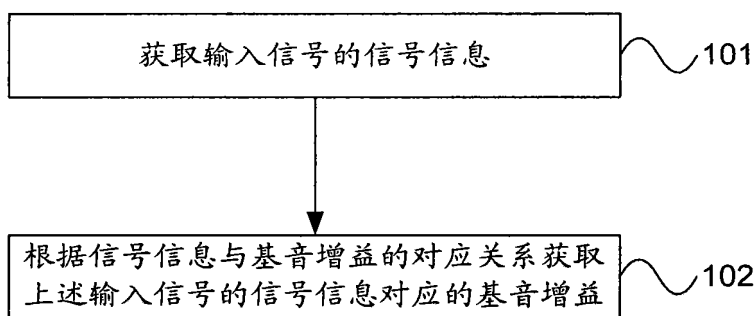 获取输入信号的信号信息
101
根据信号信息与基音增益的对应关系获取
上述输入信号的信号信息对应的基音增益
102